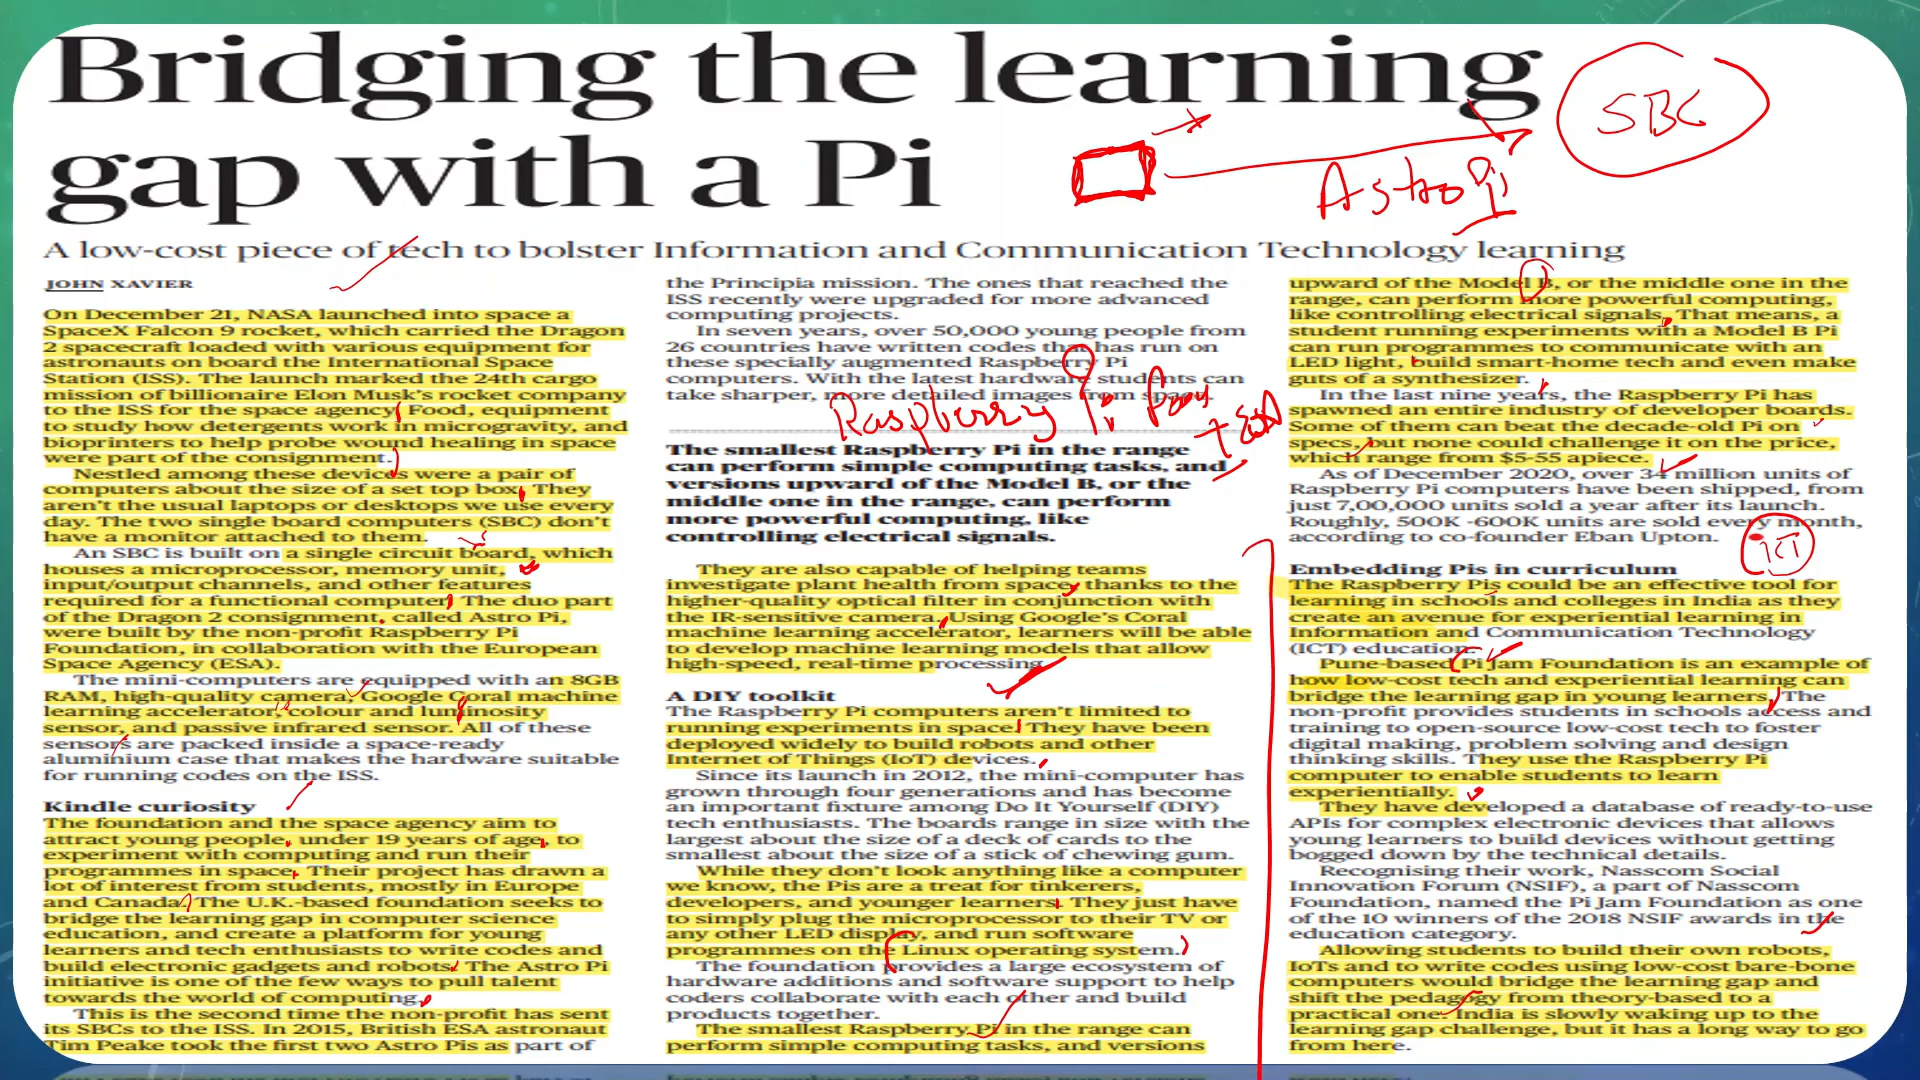 Bridging the learning
gap with a Pi
SBC
Astro Pi
A low-cost piece of tech to bolster Information and Communication Technology learning
JOHN XAVIER
On December 21, NASA launched into space a
SpaceX Falcon 9 rocket, which carried the Dragon
2 spacecraft loaded with various equipment for
astronauts on board the International Space
Station (ISS). The launch marked the 24th cargo
mission of billionaire Elon Musk's rocket company
to the ISS for the space agency. Food, equipment
to study how detergents work in microgravity, and
bioprinters to help probe wound healing in space
were part of the consignment.
Nestled among these devices were a pair of
computers about the size of a set top box. They
aren't the usual laptops or desktops we use every
day. The two single board computers (SBC) don't
have a monitor attached to them.
An SBC is built on a single circuit board, which
houses a microprocessor, memory unit,
input/output channels, and other features
required for a functional computer. The duo part
of the Dragon 2 consignment, called Astro Pi,
were built by the non-profit Raspberry Pi
Foundation, in collaboration with the European
Space Agency (ESA).
The mini-computers are equipped with an 8GB
RAM, high-quality camera, Google Coral machine
learning accelerator, colour and luminosity
sensor, and passive infrared sensor. All of these
sensors are packed inside a space-ready
aluminium case that makes the hardware suitable
for running codes on the ISS.
Kindle curiosity
The foundation and the space agency aim to
attract young people, under 19 years of age, to
experiment with computing and run their
programmes in space. Their project has drawn a
lot of interest from students, mostly in Europe
and Canada. The U.K.-based foundation seeks to
bridge the learning gap in computer science
education, and create a platform for young
learners and tech enthusiasts to write codes and
build electronic gadgets and robots. The Astro Pi
initiative is one of the few ways to pull talent
towards the world of computing.
This is the second time the non-profit has sent
its SBCs to the ISS. In 2015, British ESA astronaut
Tim Peake took the first two Astro Pis as part of
the Principia mission. The ones that reached the
ISS recently were upgraded for more advanced
computing projects.
In seven years, over 50,000 young people from
26 countries have written codes that has run on
these specially augmented Raspberry Pi
computers. With the latest hardware students can
take sharper, more detailed images from space.
Raspberry Pi
+ ESA
The smallest Raspberry Pi in the range
can perform simple computing tasks, and
versions upward of the Model B, or the
middle one in the range, can perform
more powerful computing, like
controlling electrical signals.
They are also capable of helping teams
investigate plant health from space, thanks to the
higher-quality optical filter in conjunction with
the IR-sensitive camera. Using Google's Coral
machine learning accelerator, learners will be able
to develop machine learning models that allow
high-speed, real-time processing.
A DIY toolkit
The Raspberry Pi computers aren't limited to
running experiments in space. They have been
deployed widely to build robots and other
Internet of Things (IoT) devices.
Since its launch in 2012, the mini-computer has
grown through four generations and has become
an important fixture among Do It Yourself (DIY)
tech enthusiasts. The boards range in size with the
largest about the size of a deck of cards to the
smallest about the size of a stick of chewing gum.
While they don't look anything like a computer
we know, the Pis are a treat for tinkerers,
developers, and younger learners. They just have
to simply plug the microprocessor to their TV or
any other LED display, and run software
programmes on the Linux operating system.
The foundation provides a large ecosystem of
hardware additions and software support to help
coders collaborate with each other and build
products together.
The smallest Raspberry Pi in the range can
perform simple computing tasks, and versions
upward of the Model B, or the middle one in the
range, can perform more powerful computing,
like controlling electrical signals. That means, a
student running experiments with a Model B Pi
can run programmes to communicate with an
LED light, build smart-home tech and even make
guts of a synthesizer.
In the last nine years, the Raspberry Pi has
spawned an entire industry of developer boards.
Some of them can beat the decade-old Pi on
specs, but none could challenge it on the price,
which range from $5-55 apiece.
As of December 2020, over 34 million units of
Raspberry Pi computers have been shipped, from
just 7,00,000 units sold a year after its launch.
Roughly, 500K -600K units are sold every month,
according to co-founder Eban Upton.
ICT
Embedding Pis in curriculum
The Raspberry Pis could be an effective tool for
learning in schools and colleges in India as they
create an avenue for experiential learning in
Information and Communication Technology
(ICT) education.
Pune-based Pi Jam Foundation is an example of
how low-cost tech and experiential learning can
bridge the learning gap in young learners. The
non-profit provides students in schools access and
training to open-source low-cost tech to foster
digital making, problem solving and design
thinking skills. They use the Raspberry Pi
computer to enable students to learn
experientially.
They have developed a database of ready-to-use
APIs for complex electronic devices that allows
young learners to build devices without getting
bogged down by the technical details.
Recognising their work, Nasscom Social
Innovation Forum (NSIF), a part of Nasscom
Foundation, named the Pi Jam Foundation as one
of the 10 winners of the 2018 NSIF awards in the
education category.
Allowing students to build their own robots,
IoTs and to write codes using low-cost bare-bone
computers would bridge the learning gap and
shift the pedagogy from theory-based to a
practical one. India is slowly waking up to the
learning gap challenge, but it has a long way to go
from here.